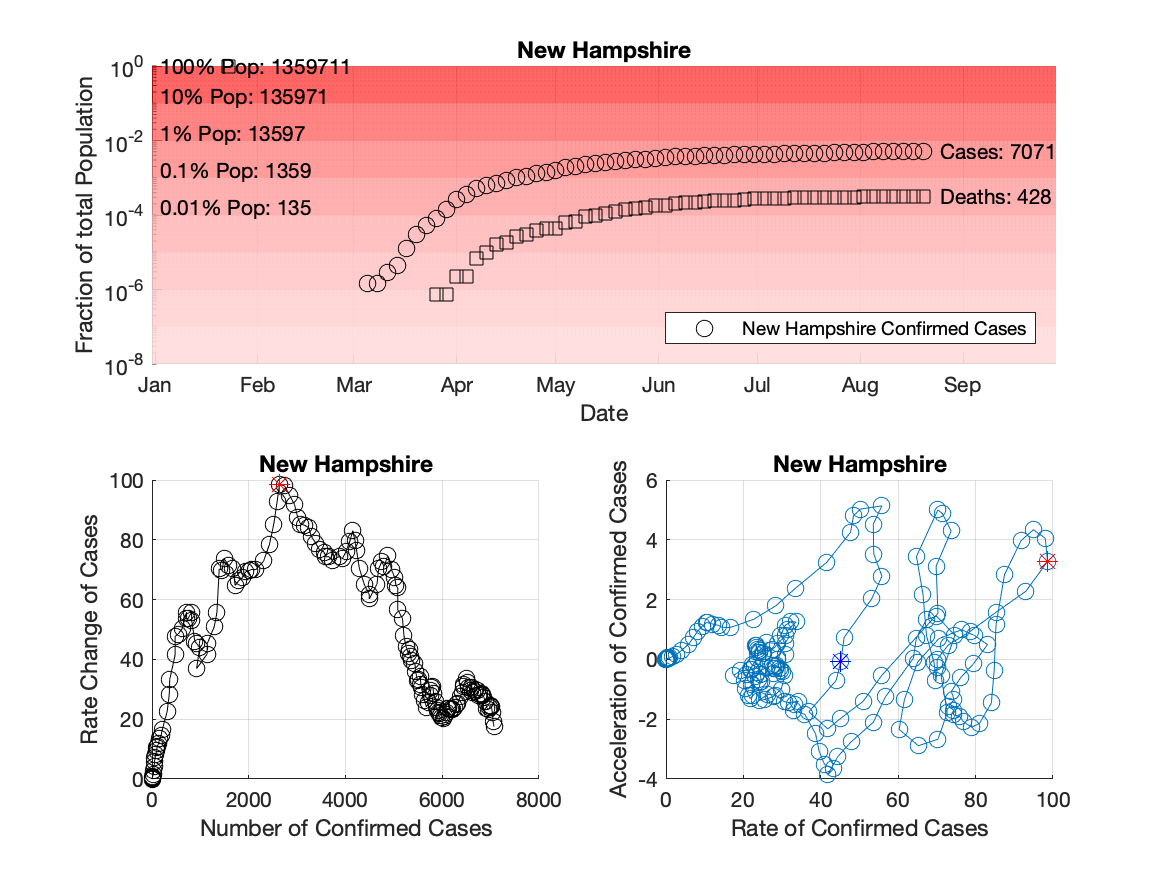 New Hampshire
Fraction of total Population
10^0
10^-2
10^-4
10^-6
10^-8
100% Pop: 1359711
10% Pop: 135971
1% Pop: 13597
0.1% Pop: 1359
0.01% Pop: 135
Cases: 7071
Deaths: 428
New Hampshire Confirmed Cases
Jan Feb Mar Apr May Jun Jul Aug Sep
Date
New Hampshire
Rate Change of Cases
100
80
60
40
20
0
0 2000 4000 6000 8000
Number of Confirmed Cases
New Hampshire
Acceleration of Confirmed Cases
6
4
2
0
-2
-4
0 20 40 60 80 100
Rate of Confirmed Cases